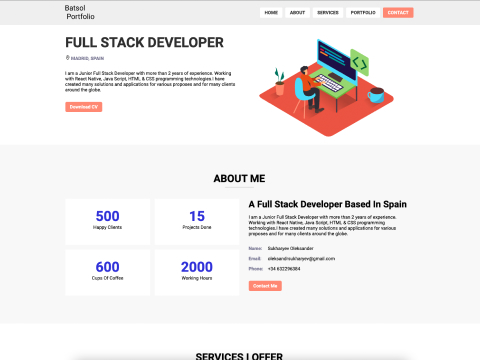 Batsol
Portfolio
HOME
ABOUT
SERVICES
PORTFOLIO
CONTACT
FULL STACK DEVELOPER
MADRID, SPAIN
I am a Junior Full Stack Developer with more than 2 years of experience. Working
with React Native, Java Script, HTML & CSS programming technologies I have
created many solutions and applications for various proposes and for many clients
around the globe.
Download CV
ABOUT ME
500
Happy Clients
15
Projects Done
600
Cups Of Coffee
2000
Working Hours
A Full Stack Developer Based In Spain
I am a Junior Full Stack Developer with more than 2 years of experience.
Working with React Native, Java Script, HTML & CSS programming
technologies.I have created many solutions and applications for various
proposes and for many clients around the globe.
Name: Sukharyev Oleksander
Email: oleksandrsukharyev@gmail.com
Phone: +34 632296384
Contact Me
SERVICES I OFFER